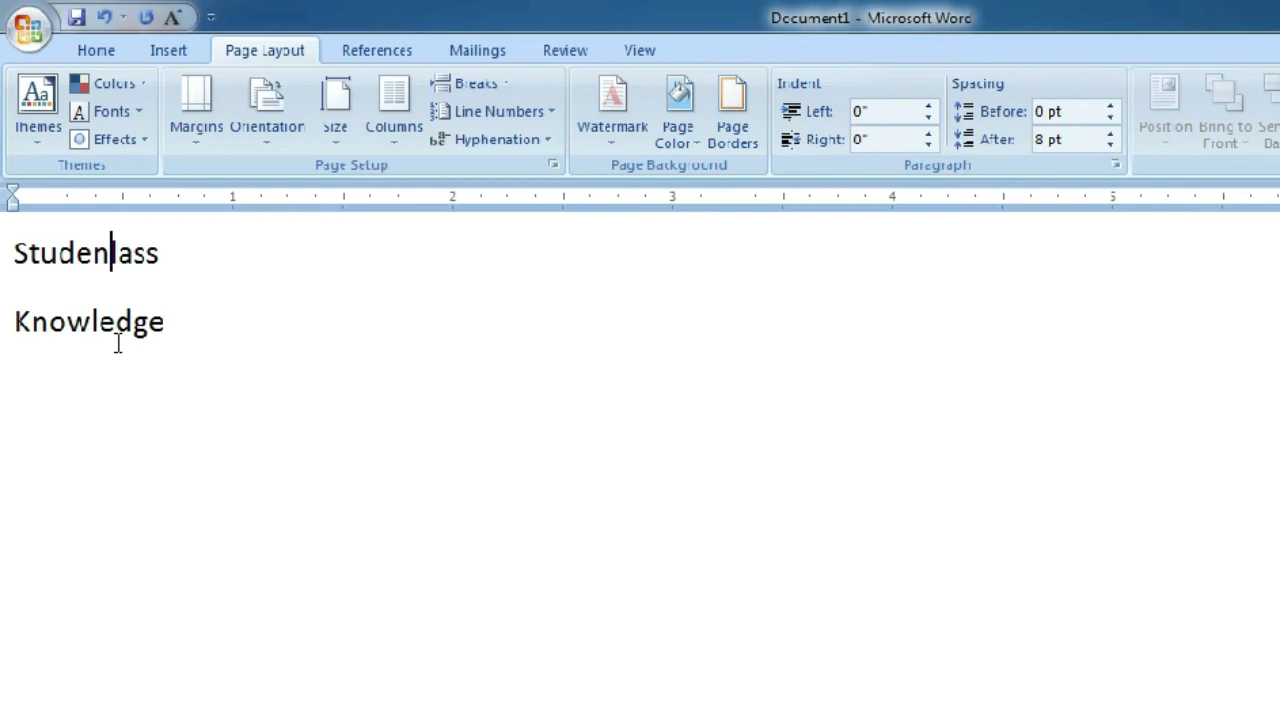 Document1 - Microsoft Word
Home Insert Page Layout References Mailings Review View
Aa Colors Breaks Indent Spacing
A Fonts Line Numbers Left: 0" Before: 0 pt
Themes Margins Orientation Size Columns Watermark Page Color Page Borders Position Bring to Front
Effects Hyphenation Right: 0" After: 8 pt
Themes Page Setup Page Background Paragraph
1 2 3 4 5
Studenlass
Knowledge